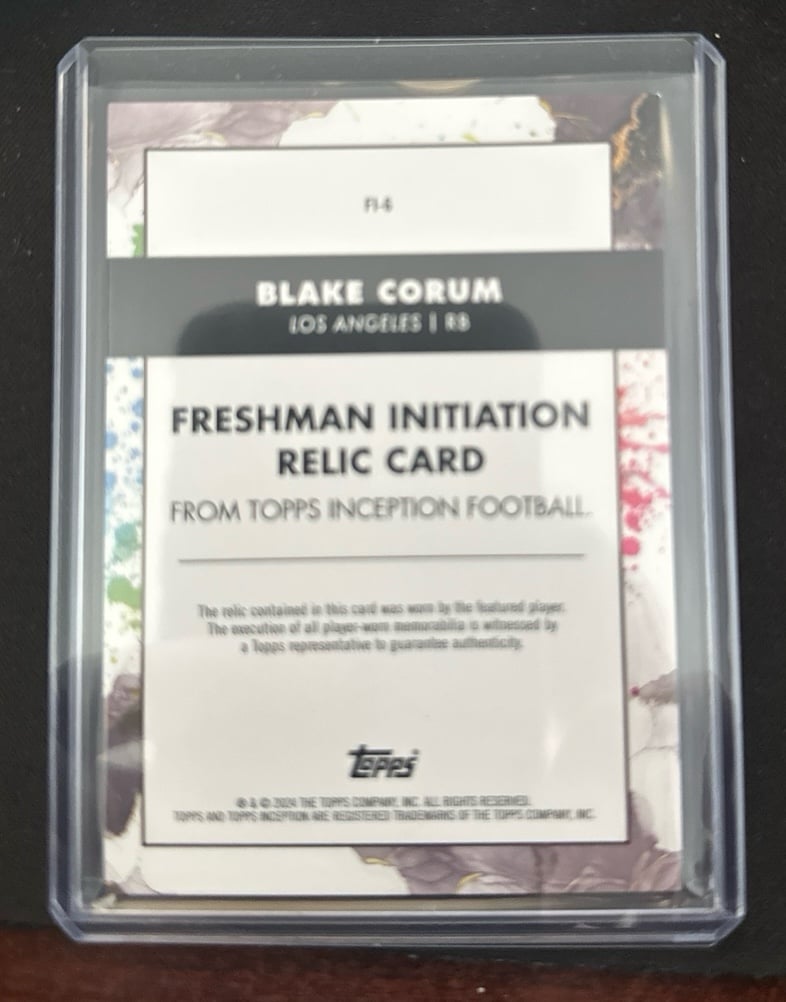 FI-6
BLAKE CORUM
LOS ANGELES | RB
FRESHMAN INITIATION
RELIC CARD
FROM TOPPS INCEPTION FOOTBALL.
The relic contained in this card was worn by the featured player.
The execution of all player-worn memorabilia is witnessed by
a Topps representative to guarantee authenticity.
Topps
® & © 2024 THE TOPPS COMPANY, INC. ALL RIGHTS RESERVED.
TOPPS AND TOPPS INCEPTION ARE REGISTERED TRADEMARKS OF THE TOPPS COMPANY, INC.